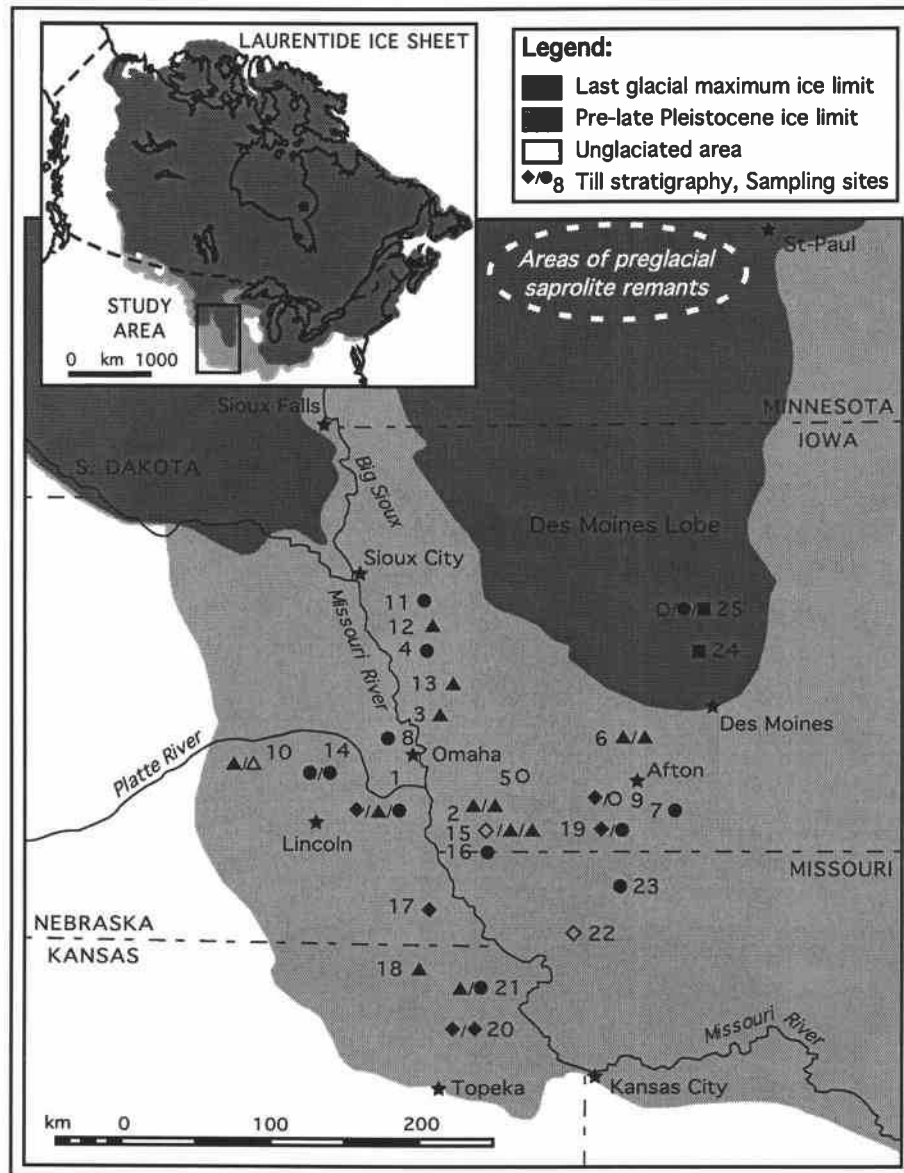 LAURENTIDE ICE SHEET
STUDY
AREA
0 km 1000
Legend:
Last glacial maximum ice limit
Pre-late Pleistocene ice limit
Unglaciated area
◆/●8 Till stratigraphy, Sampling sites
St-Paul
Areas of preglacial
saprolite remants
Sioux Falls
MINNESOTA
IOWA
S. DAKOTA
Big Sioux
Des Moines Lobe
Sioux City
Missouri River
11
12
4
13
3
8
Omaha
25
24
Des Moines
6
Afton
Platte River
10
14
1
5
2
9
7
Lincoln
15
19
16
MISSOURI
23
17
22
NEBRASKA
KANSAS
18
21
20
Missouri River
Topeka
Kansas City
km 0 100 200